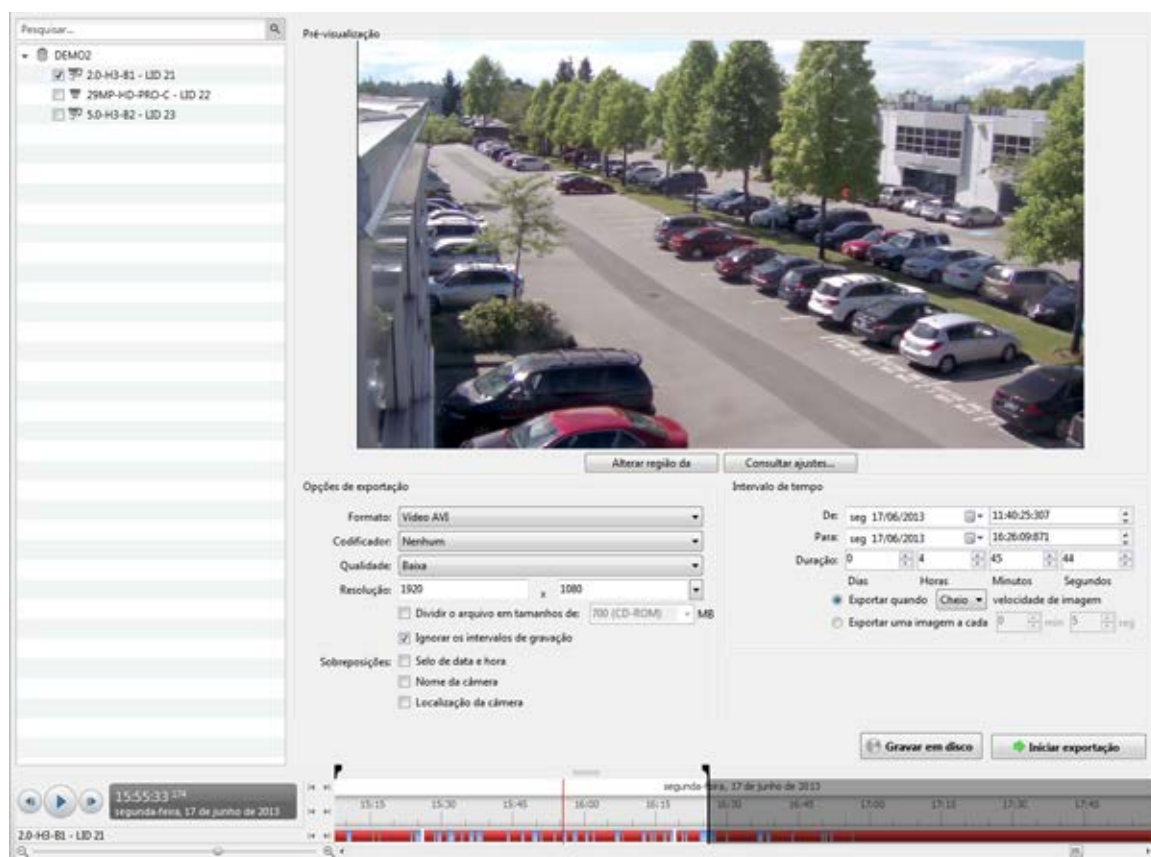 Pesquisar...
DEMO2
2.0-H3-B1 - LID 21
29MP-HD-PRO-C - LID 22
5.0-H3-B2 - LID 23
Pré-visualização
Alterar região da
Consultar ajustes...
Opções de exportação
Formato: Vídeo AVI
Codificador: Nenhum
Qualidade: Baixa
Resolução: 1920 x 1080
Dividir o arquivo em tamanhos de: 700 (CD-ROM) MB
Ignorar os intervalos de gravação
Sobreposições: Selo de data e hora
Nome da câmera
Localização da câmera
Intervalo de tempo
De: seg 17/06/2013 11:40:25:307
Para: seg 17/06/2013 16:26:09:871
Duração: 0 4 45 44
Dias Horas Minutos Segundos
Exportar quando Cheio velocidade de imagem
Exportar uma imagem a cada 0 min 5 seg
Gravar em disco
Iniciar exportação
15:55:33 174
segunda-feira, 17 de junho de 2013
segunda-feira, 17 de junho de 2013
15:15 15:30 15:45 16:00 16:15 16:30 16:45 17:00 17:15 17:30 17:45
2.0-H3-B1 - LID 21